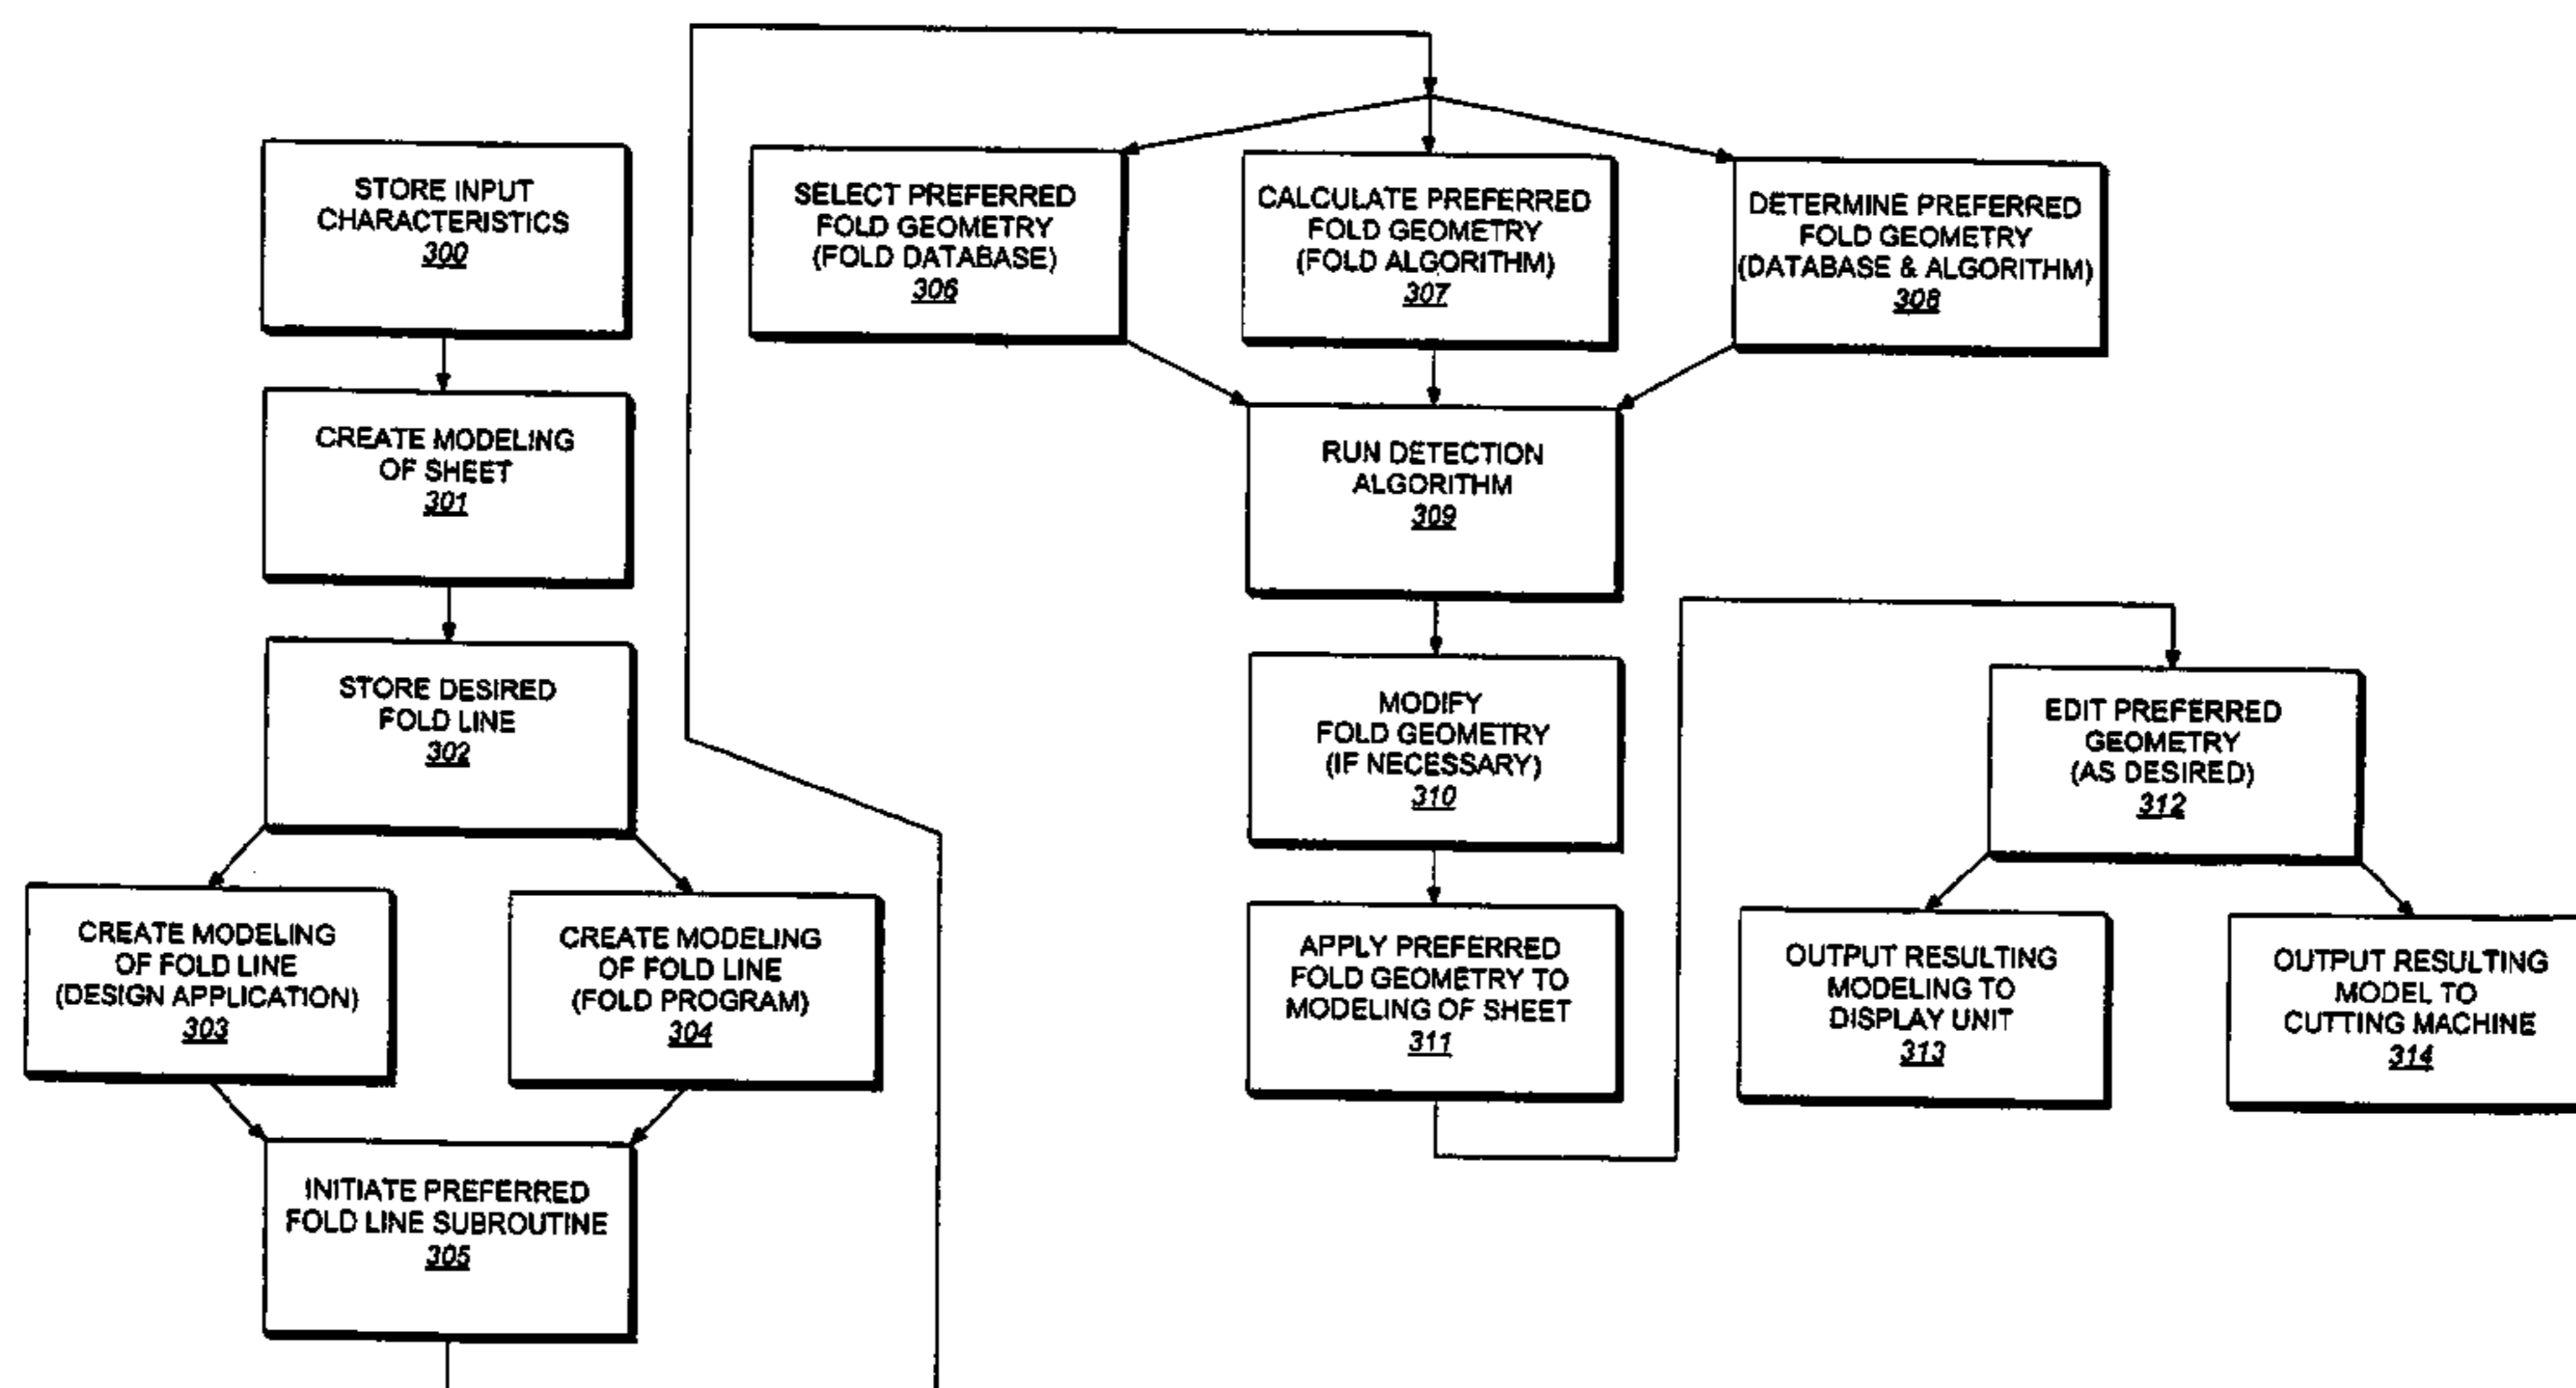 STORE INPUT
CHARACTERISTICS
300
CREATE MODELING
OF SHEET
301
STORE DESIRED
FOLD LINE
302
CREATE MODELING
OF FOLD LINE
(DESIGN APPLICATION)
303
CREATE MODELING
OF FOLD LINE
(FOLD PROGRAM)
304
INITIATE PREFERRED
FOLD LINE SUBROUTINE
305
SELECT PREFERRED
FOLD GEOMETRY
(FOLD DATABASE)
306
CALCULATE PREFERRED
FOLD GEOMETRY
(FOLD ALGORITHM)
307
DETERMINE PREFERRED
FOLD GEOMETRY
(DATABASE & ALGORITHM)
308
RUN DETECTION
ALGORITHM
309
MODIFY
FOLD GEOMETRY
(IF NECESSARY)
310
APPLY PREFERRED
FOLD GEOMETRY TO
MODELING OF SHEET
311
EDIT PREFERRED
GEOMETRY
(AS DESIRED)
312
OUTPUT RESULTING
MODELING TO
DISPLAY UNIT
313
OUTPUT RESULTING
MODEL TO
CUTTING MACHINE
314